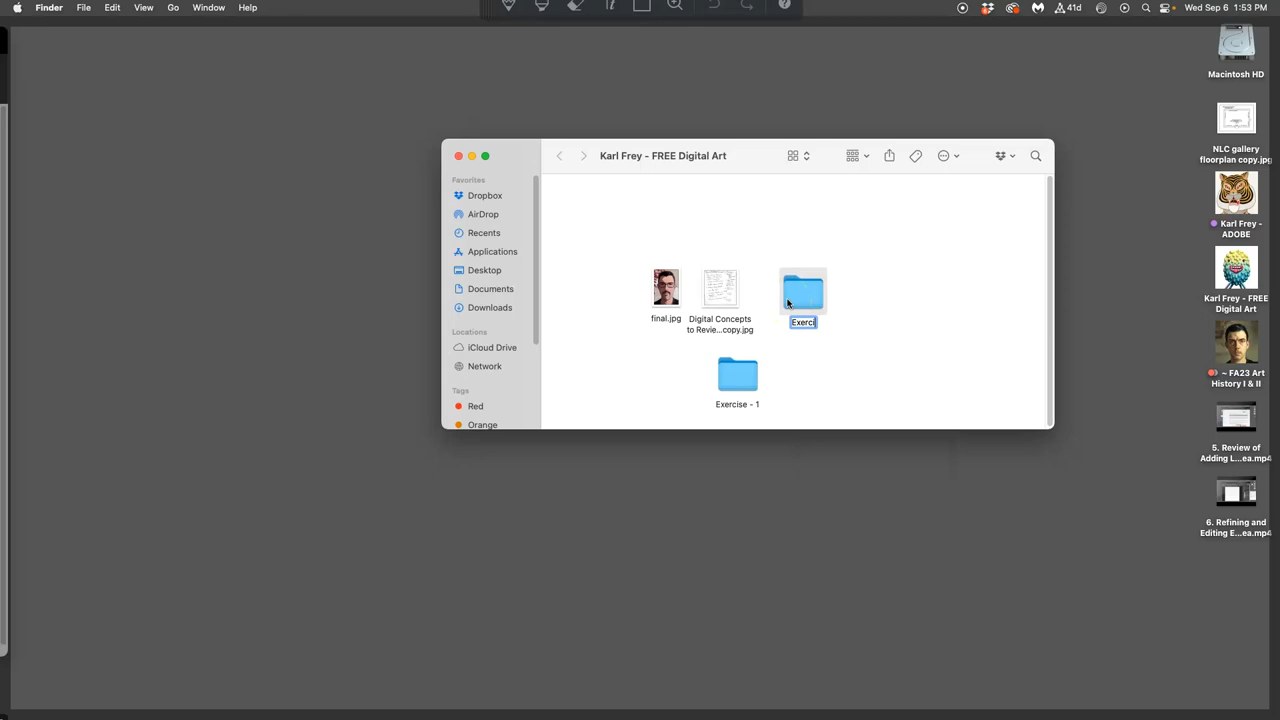 Finder File Edit View Go Window Help
41d
Wed Sep 6 1:53 PM
Macintosh HD
NLC gallery
floorplan copy.jpg
Karl Frey -
ADOBE
Karl Frey - FREE
Digital Art
~ FA23 Art
History I & II
5. Review of
Adding L...ea.mp4
6. Refining and
Editing E...ea.mp4
Karl Frey - FREE Digital Art
Favorites
Dropbox
AirDrop
Recents
Applications
Desktop
Documents
Downloads
Locations
iCloud Drive
Network
Tags
Red
Orange
final.jpg
Digital Concepts
to Revie...copy.jpg
Exerci
Exercise - 1